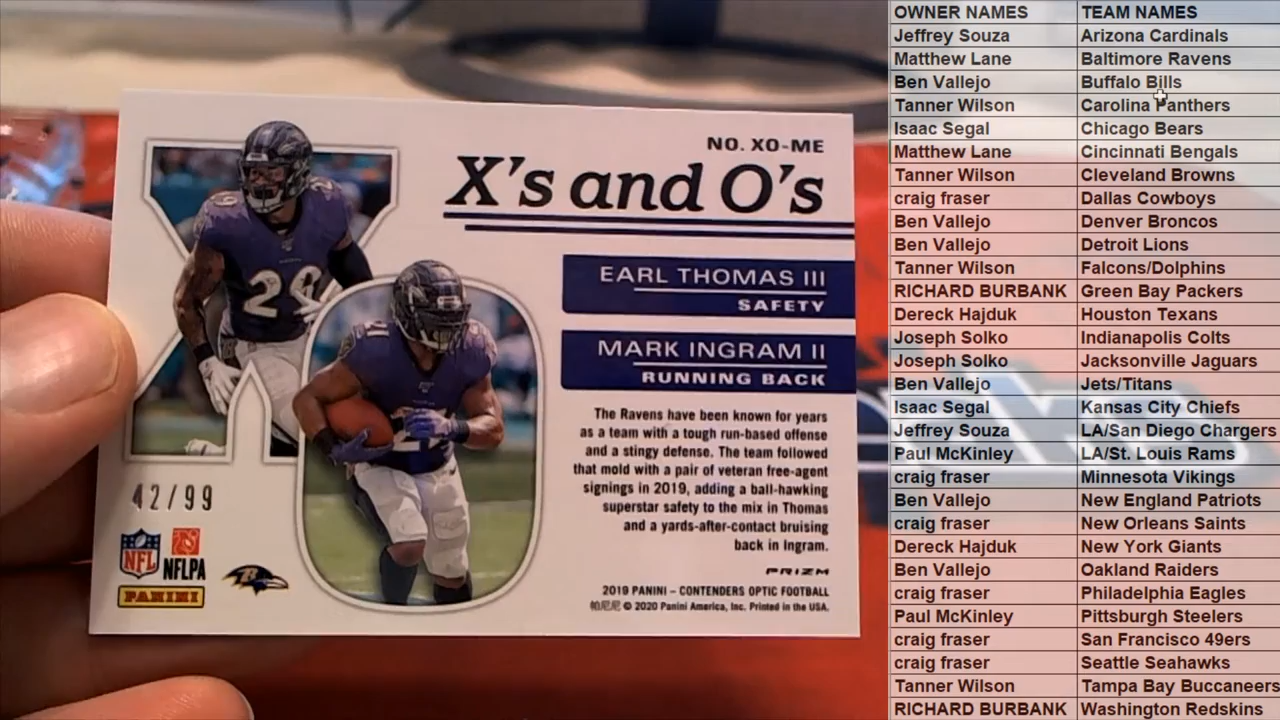 NO. XO-ME
X's and O's
EARL THOMAS III
SAFETY
MARK INGRAM II
RUNNING BACK
The Ravens have been known for years
as a team with a tough run-based offense
and a stingy defense. The team followed
that mold with a pair of veteran free-agent
signings in 2019, adding a ball-hawking
superstar safety to the mix in Thomas
and a yards-after-contact bruising
back in Ingram.
PRIZM
2019 PANINI – CONTENDERS OPTIC FOOTBALL
帕尼尼 © 2020 Panini America, Inc. Printed in the USA.
29
21
42/99
NFL
NFLPA
PANINI
OWNER NAMES TEAM NAMES
Jeffrey Souza Arizona Cardinals
Matthew Lane Baltimore Ravens
Ben Vallejo Buffalo Bills
Tanner Wilson Carolina Panthers
Isaac Segal Chicago Bears
Matthew Lane Cincinnati Bengals
Tanner Wilson Cleveland Browns
craig fraser Dallas Cowboys
Ben Vallejo Denver Broncos
Ben Vallejo Detroit Lions
Tanner Wilson Falcons/Dolphins
RICHARD BURBANK Green Bay Packers
Dereck Hajduk Houston Texans
Joseph Solko Indianapolis Colts
Joseph Solko Jacksonville Jaguars
Ben Vallejo Jets/Titans
Isaac Segal Kansas City Chiefs
Jeffrey Souza LA/San Diego Chargers
Paul McKinley LA/St. Louis Rams
craig fraser Minnesota Vikings
Ben Vallejo New England Patriots
craig fraser New Orleans Saints
Dereck Hajduk New York Giants
Ben Vallejo Oakland Raiders
craig fraser Philadelphia Eagles
Paul McKinley Pittsburgh Steelers
craig fraser San Francisco 49ers
craig fraser Seattle Seahawks
Tanner Wilson Tampa Bay Buccaneers
RICHARD BURBANK Washington Redskins